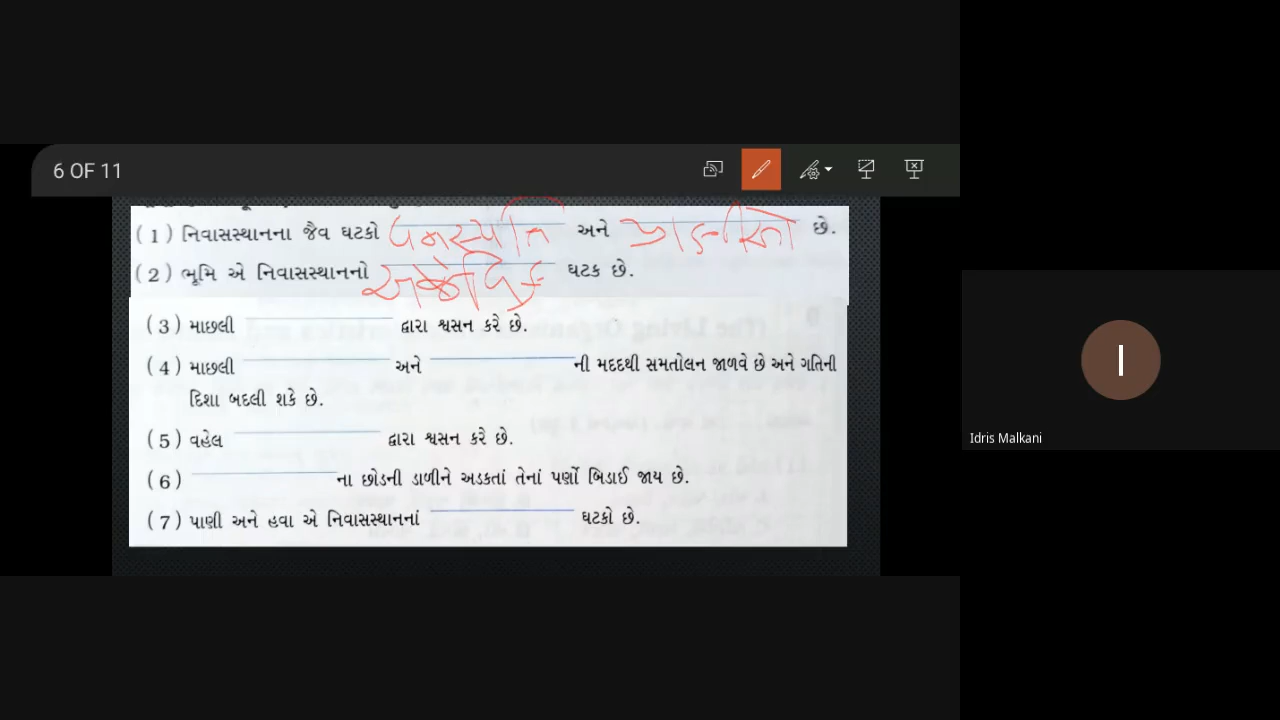 6 OF 11
(1) નિવાસસ્થાનના જૈવ ઘટકો વનસ્પતિ અને પ્રાણીઓ છે.
(2) ભૂમિ એ નિવાસસ્થાનનો અજૈવિક ઘટક છે.
(3) માછલી દ્વારા શ્વસન કરે છે.
(4) માછલી અને ની મદદથી સમતોલન જાળવે છે અને ગતિની
દિશા બદલી શકે છે.
(5) વહેલ દ્વારા શ્વસન કરે છે.
(6) ના છોડની ડાળીને અડકતાં તેનાં પર્ણો બિડાઈ જાય છે.
(7) પાણી અને હવા એ નિવાસસ્થાનનાં ઘટકો છે.
I
Idris Malkani